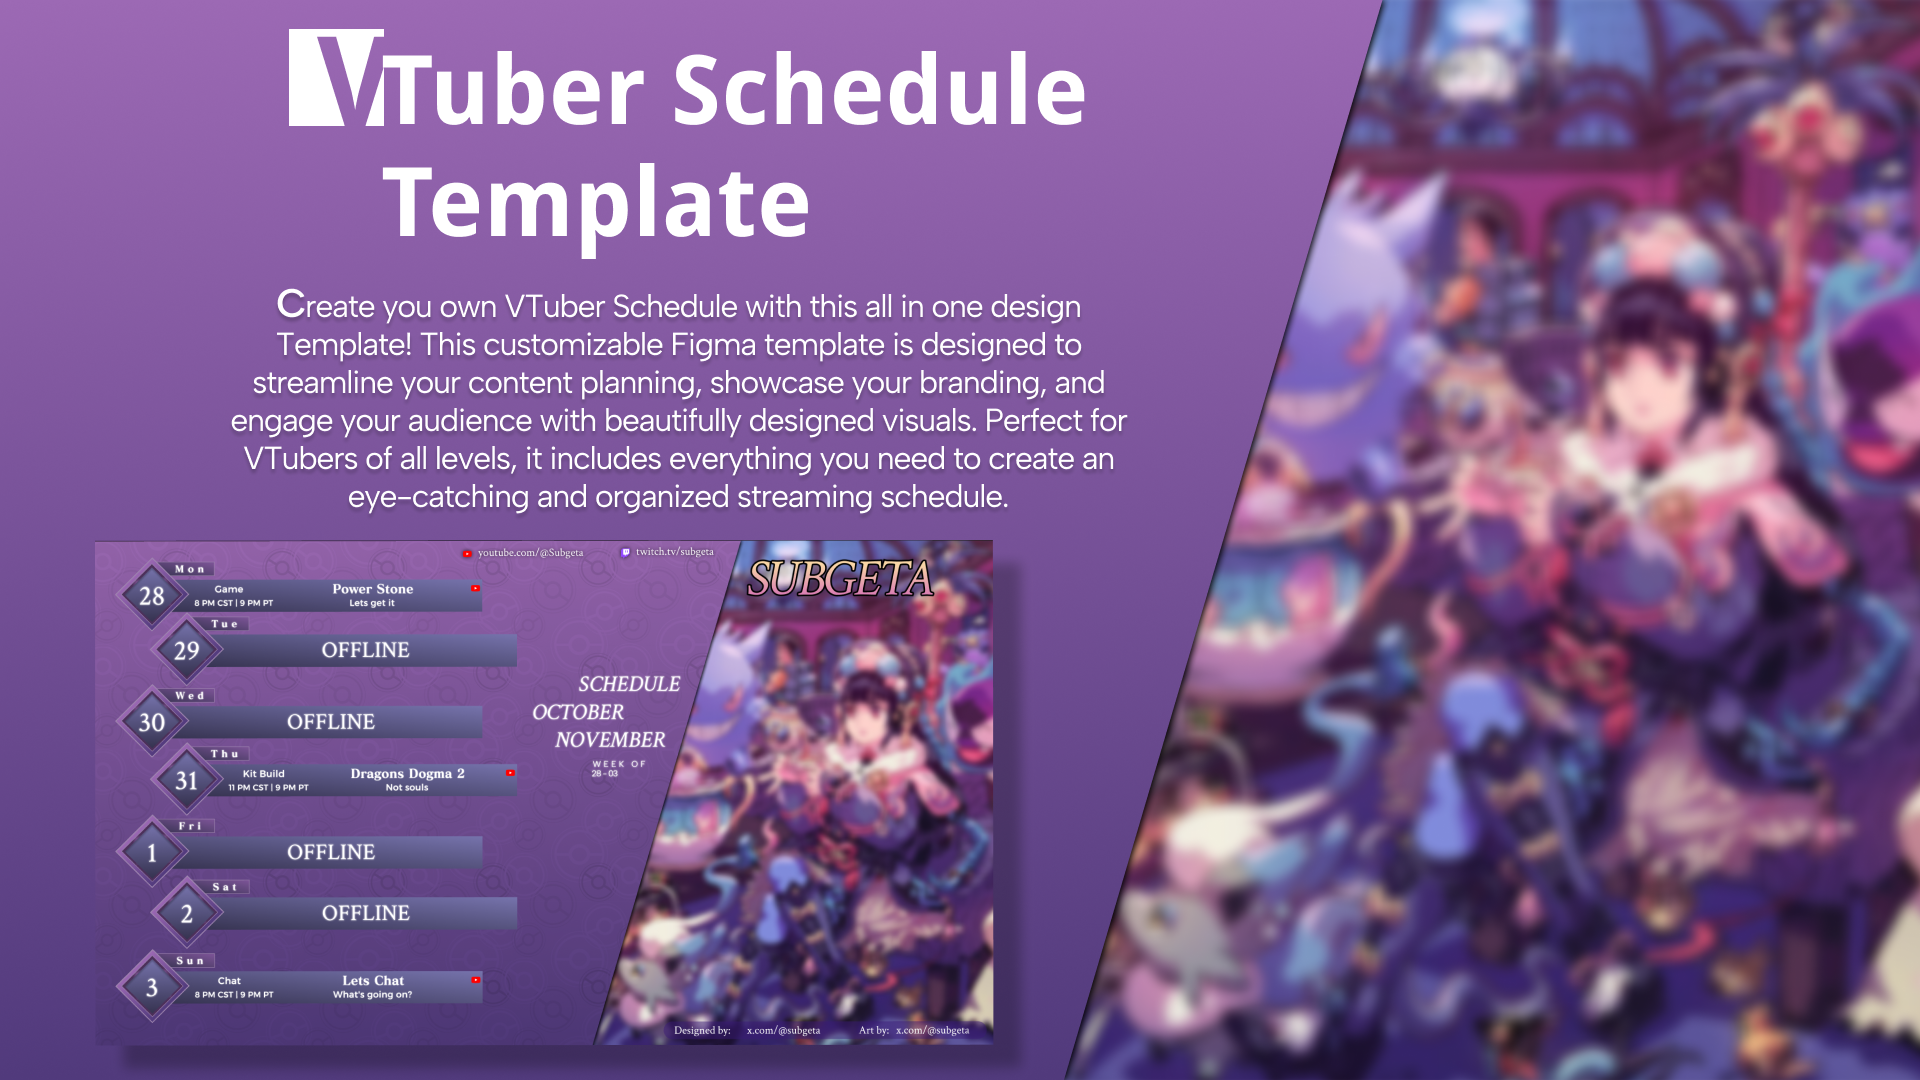 VTuber Schedule
Template
Create you own VTuber Schedule with this all in one design
Template! This customizable Figma template is designed to
streamline your content planning, showcase your branding, and
engage your audience with beautifully designed visuals. Perfect for
VTubers of all levels, it includes everything you need to create an
eye-catching and organized streaming schedule.
youtube.com/@Subgeta
twitch.tv/subgeta
SUBGETA
Mon
28
Game
8 PM CST | 9 PM PT
Power Stone
Lets get it
Tue
29
OFFLINE
Wed
30
OFFLINE
Thu
31
Kit Build
11 PM CST | 9 PM PT
Dragons Dogma 2
Not souls
Fri
1
OFFLINE
Sat
2
OFFLINE
Sun
3
Chat
8 PM CST | 9 PM PT
Lets Chat
What's going on?
SCHEDULE
OCTOBER
NOVEMBER
WEEK OF
28-03
Designed by: x.com/@subgeta
Art by: x.com/@subgeta